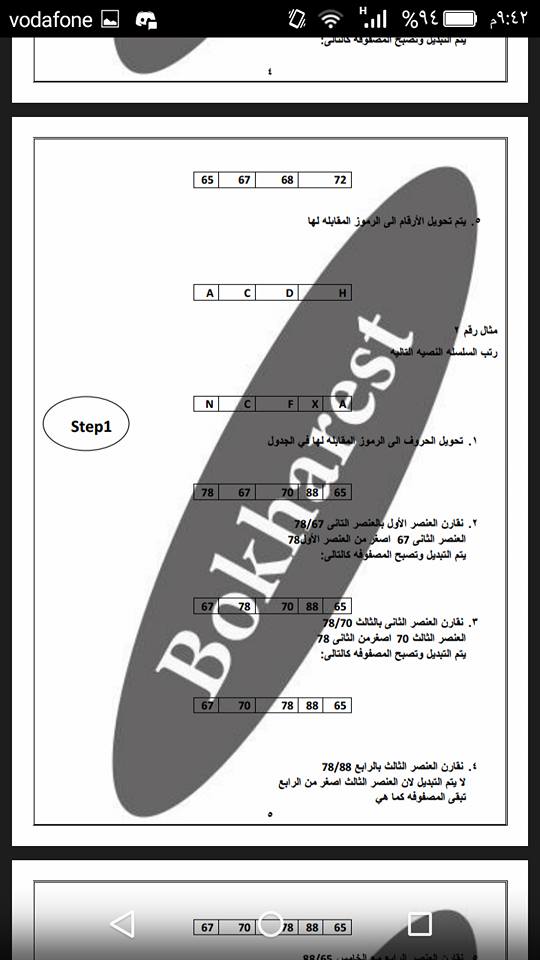 vodafone H %٩٤ م٩:٤٢
يتم التبديل وتصبح المصفوفه كالتالى:
٤
65 67 68 72
٥. يتم تحويل الأرقام الى الرموز المقابله لها
A C D H
مثال رقم ٢
رتب السلسله النصيه التاليه
N C F X A
Step1
١. تحويل الحروف الى الرموز المقابله لها في الجدول
78 67 70 88 65
٢. نقارن العنصر الأول بالعنصر الثانى 78/67
العنصر الثانى 67 اصغر من العنصر الأول78
يتم التبديل وتصبح المصفوفه كالتالى:
67 78 70 88 65
٣. نقارن العنصر الثانى بالثالث 78/70
العنصر الثالث 70 اصغرمن الثانى 78
يتم التبديل وتصبح المصفوفه كالتالى:
67 70 78 88 65
٤. نقارن العنصر الثالث بالرابع 78/88
لا يتم التبديل لان العنصر الثالث اصغر من الرابع
تبقى المصفوفه كما هي
٥
Bokharest
67 70 78 88 65
٥. نقارن العنصر الرابع مع الخامس 88/65